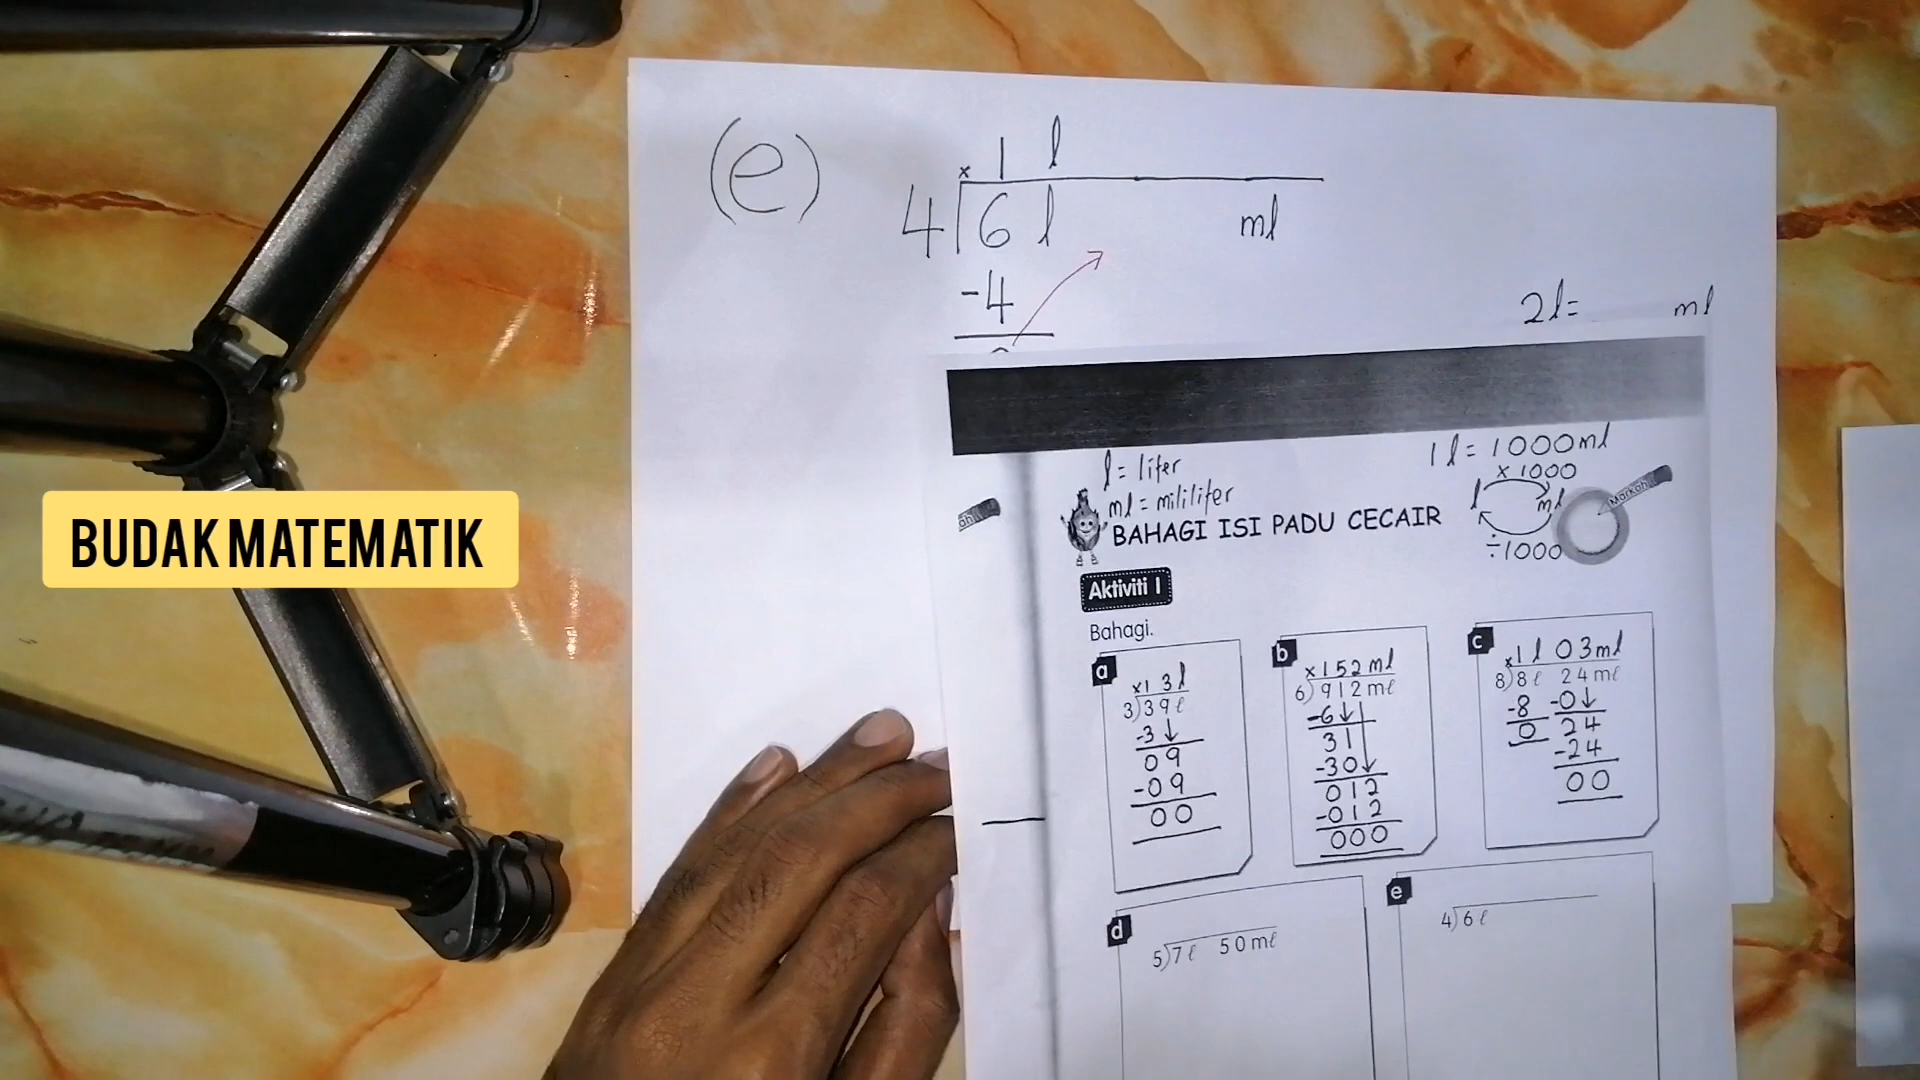 (e)
× 1 l
4 6 l ml
-4
2l= ml
BUDAK MATEMATIK
1 l = 1000ml
× 1000
l ml
÷1000
Markah
ah
l = liter
ml = mililiter
BAHAGI ISI PADU CECAIR
Aktiviti 1
Bahagi.
a
×1 3 l
3)3 9 ℓ
-3↓
0 9
-0 9
0 0
b
×1 5 2 ml
6)9 1 2 mℓ
-6↓
3 1
-3 0↓
0 1 2
-0 1 2
0 0 0
c
×1 l 0 3 ml
8)8 ℓ 2 4 mℓ
-8 -0↓
0 2 4
-2 4
0 0
d
5)7 ℓ 5 0 mℓ
e
4)6 ℓ